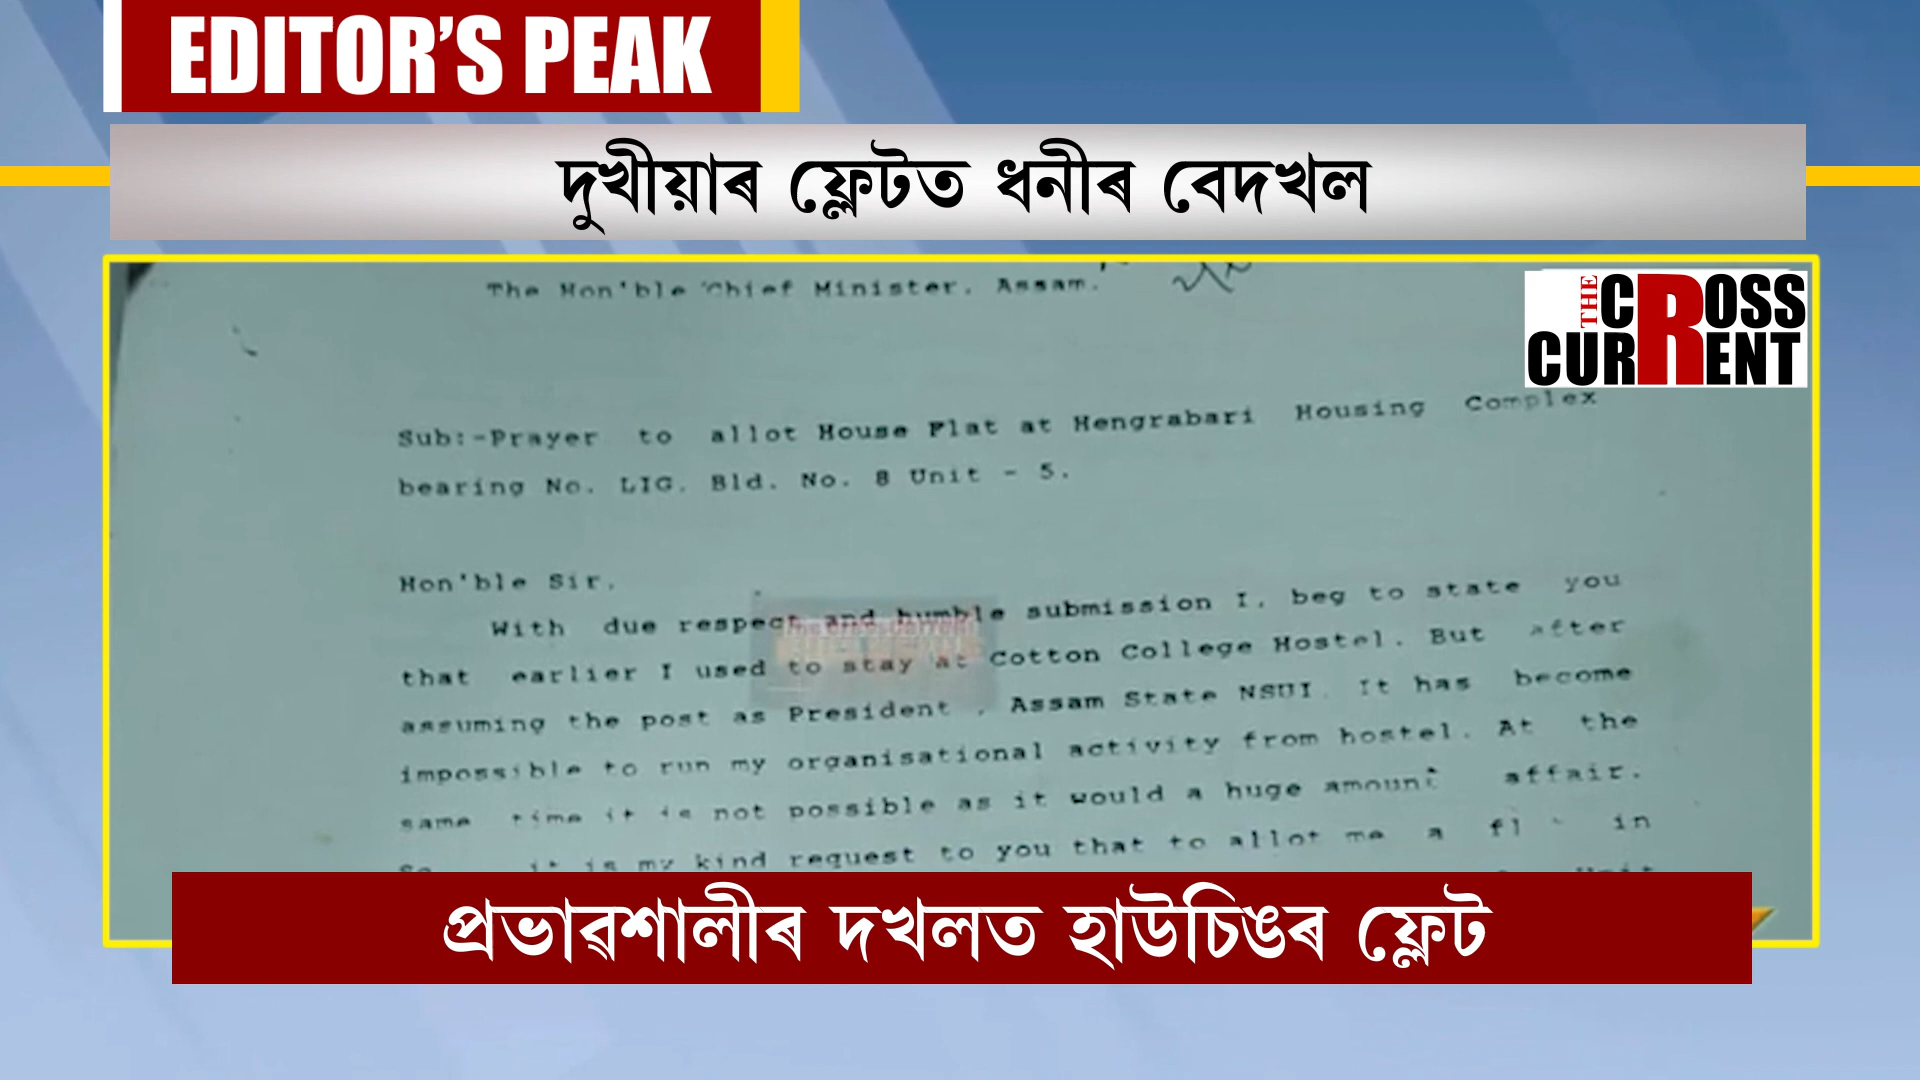 EDITOR'S PEAK
দুখীয়াৰ ফ্লেটত ধনীৰ বেদখল
The Hon'ble Chief Minister, Assam.
THE CROSS
CURRENT
Sub:-Prayer to allot House Flat at Hengrabari Housing Complex
bearing No. LIG. Bld. No. 8 Unit - 5.
Hon'ble Sir,
With due respect and humble submission I, beg to state you
that earlier I used to stay at Cotton College Hostel. But after
assuming the post as President , Assam State NSUI. It has become
impossible to run my organisational activity from hostel. At the
same time it is not possible as it would a huge amount affair.
So it is my kind request to you that to allot me a in
Unit
প্ৰভাৱশালীৰ দখলত হাউচিঙৰ ফ্লেট